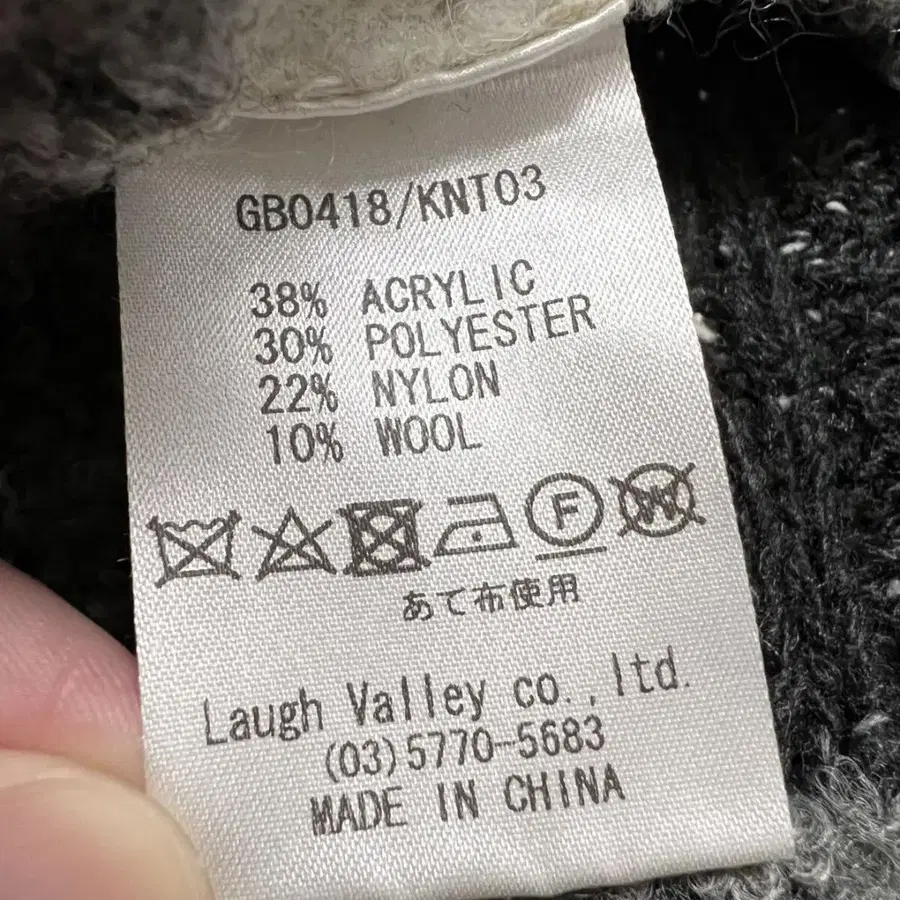 GB0418/KNT03
38% ACRYLIC
30% POLYESTER
22% NYLON
10% WOOL
F W
あて布使用
Laugh Valley co.,ltd.
(03)5770-5683
MADE IN CHINA